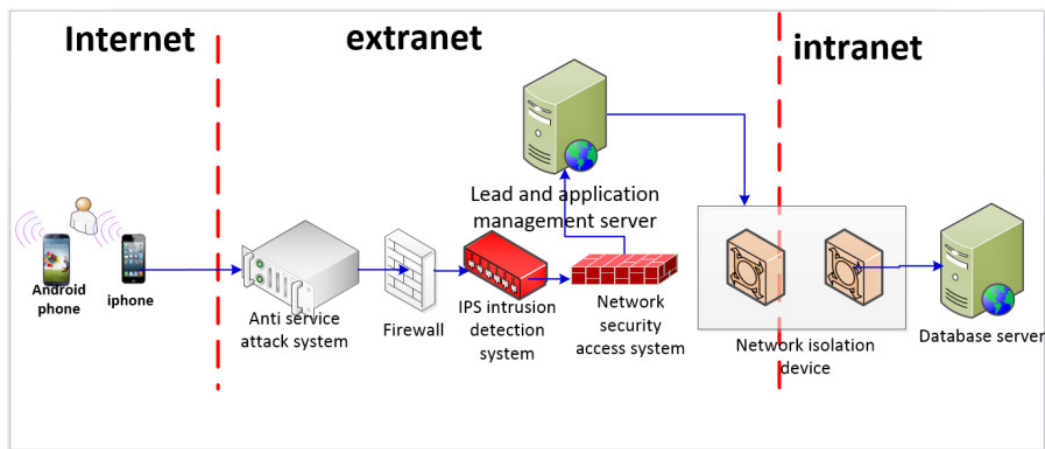 Internet
extranet
intranet
Lead and application
management server
Android
phone
iphone
Anti service
attack system
Firewall
IPS intrusion
detection
system
Network
security
access system
Network isolation
device
Database server